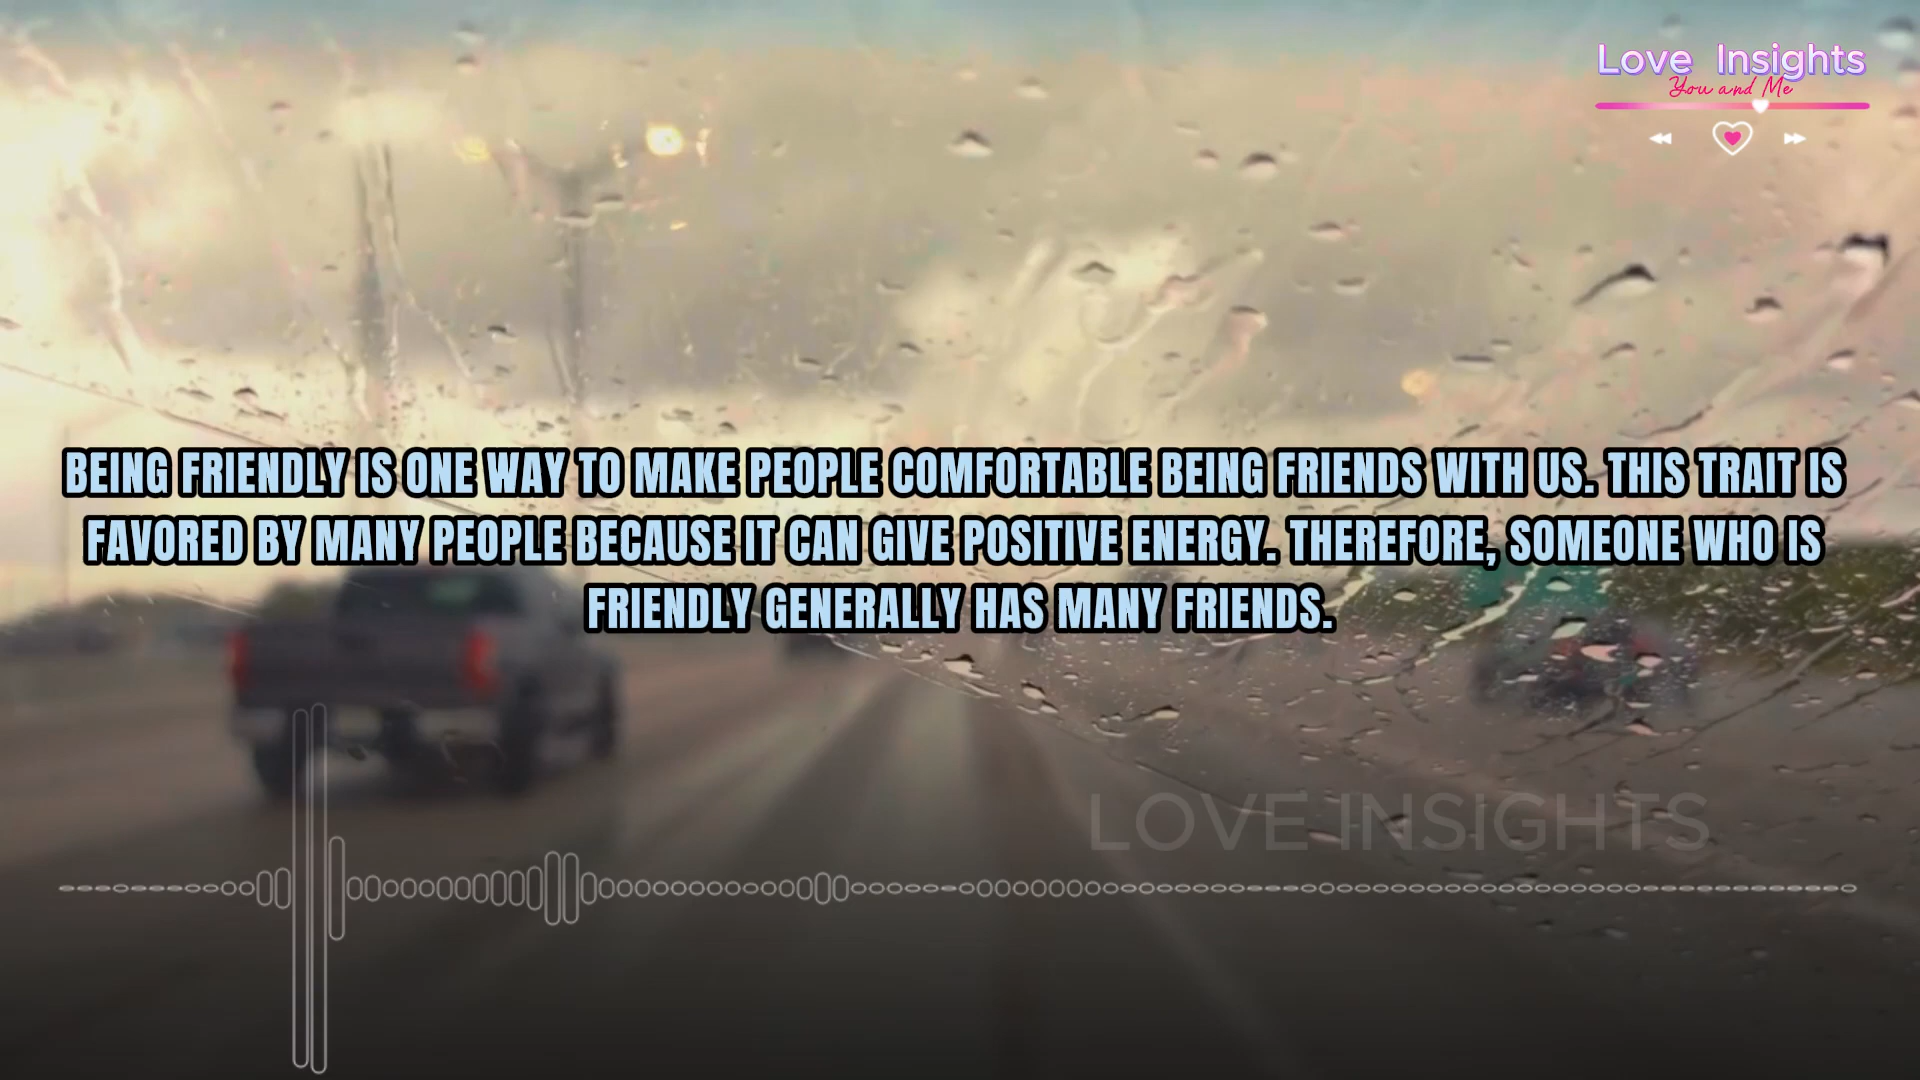 Love Insights
You and Me
BEING FRIENDLY IS ONE WAY TO MAKE PEOPLE COMFORTABLE BEING FRIENDS WITH US. THIS TRAIT IS
FAVORED BY MANY PEOPLE BECAUSE IT CAN GIVE POSITIVE ENERGY. THEREFORE, SOMEONE WHO IS
FRIENDLY GENERALLY HAS MANY FRIENDS.
LOVE INSIGHTS